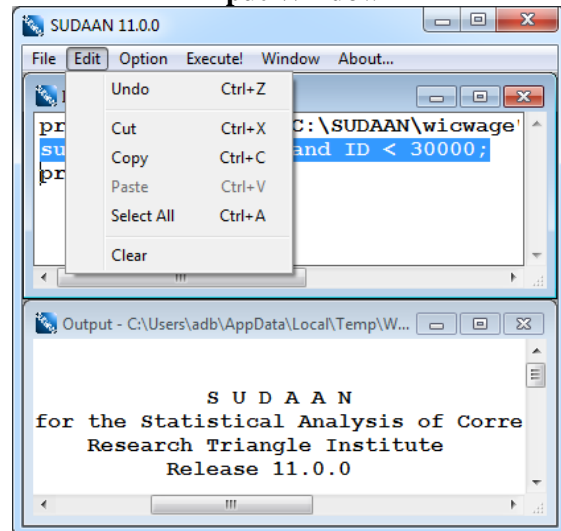 SUDAAN 11.0.0
File Edit Option Execute! Window About...
Undo Ctrl+Z
Cut Ctrl+X
Copy Ctrl+C
Paste Ctrl+V
Select All Ctrl+A
Clear
pr C:\SUDAAN\wicwage"
su and ID < 30000;
pr
Output - C:\Users\adb\AppData\Local\Temp\W...
S U D A A N
for the Statistical Analysis of Corre
Research Triangle Institute
Release 11.0.0